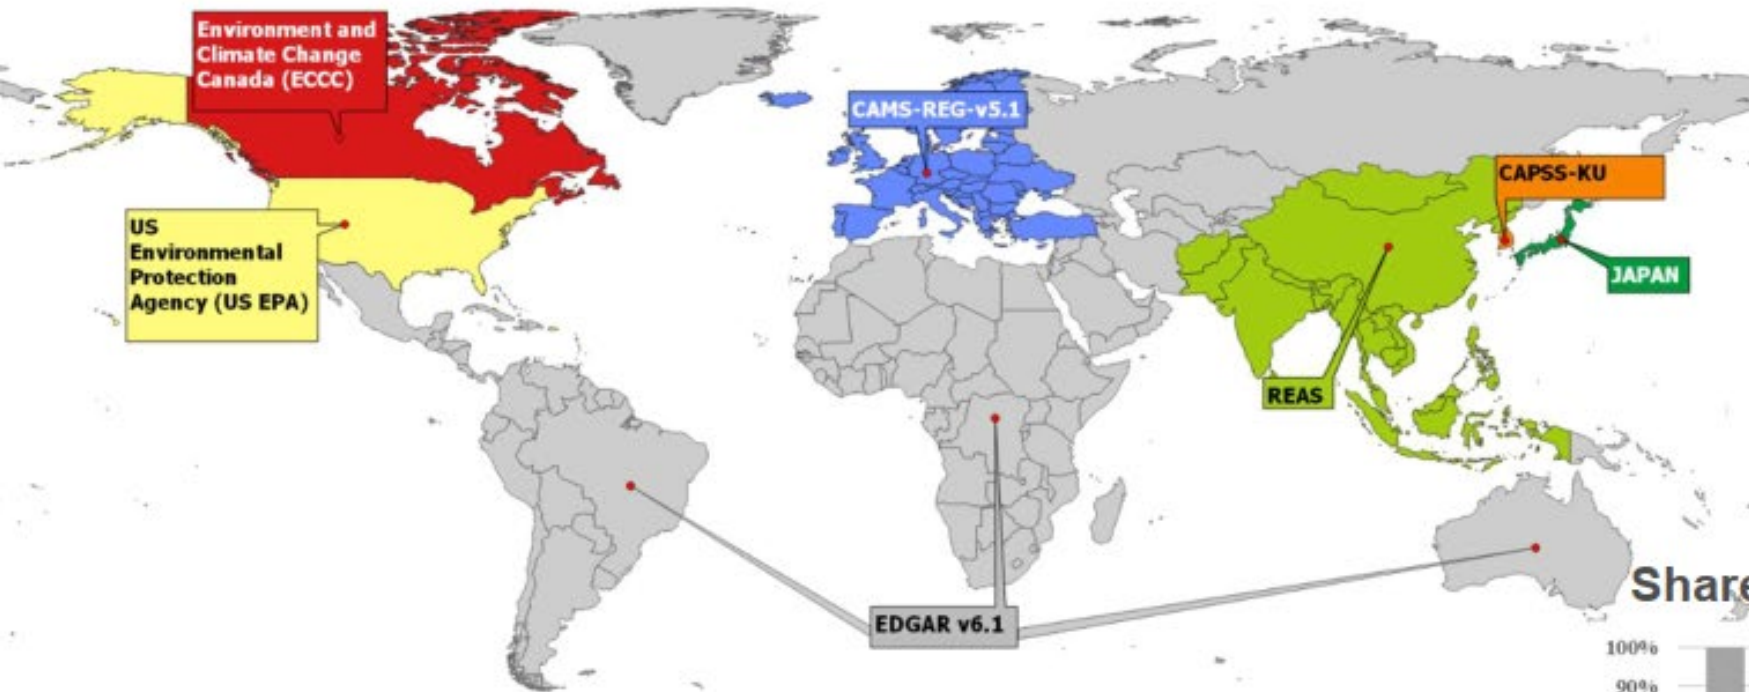 Environment and
Climate Change
Canada (ECCC)
CAMS-REG-v5.1
CAPSS-KU
US
Environmental
Protection
Agency (US EPA)
JAPAN
REAS
EDGAR v6.1
Share
100%
90%